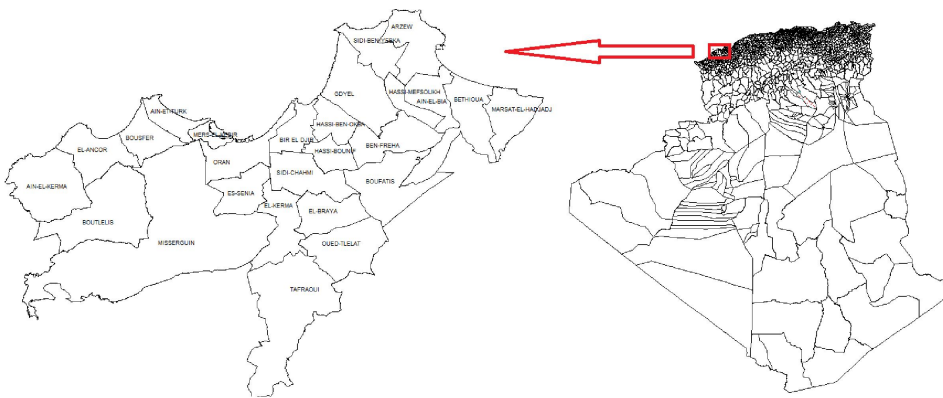 ARZEW
SIDI-BEN-YEBKA
AIN-EL-TURK
MERS-EL-KEBIR
BOUSFER
EL-ANCOR
AIN-EL-KERMA
BOUTLELIS
MISSERGUIN
ORAN
ES-SENIA
EL-KERMA
BIR EL DJIR
SIDI-CHAHMI
HASSI-BOUNIF
HASSI-BEN-OKBA
GDYEL
HASSI-MEFSOUKH
AIN-EL-BIA
BETHIOUA
MARSAT-EL-HADJADJ
BEN-FREHA
BOUFATIS
EL-BRAYA
OUED-TLELAT
TAFRAOUI